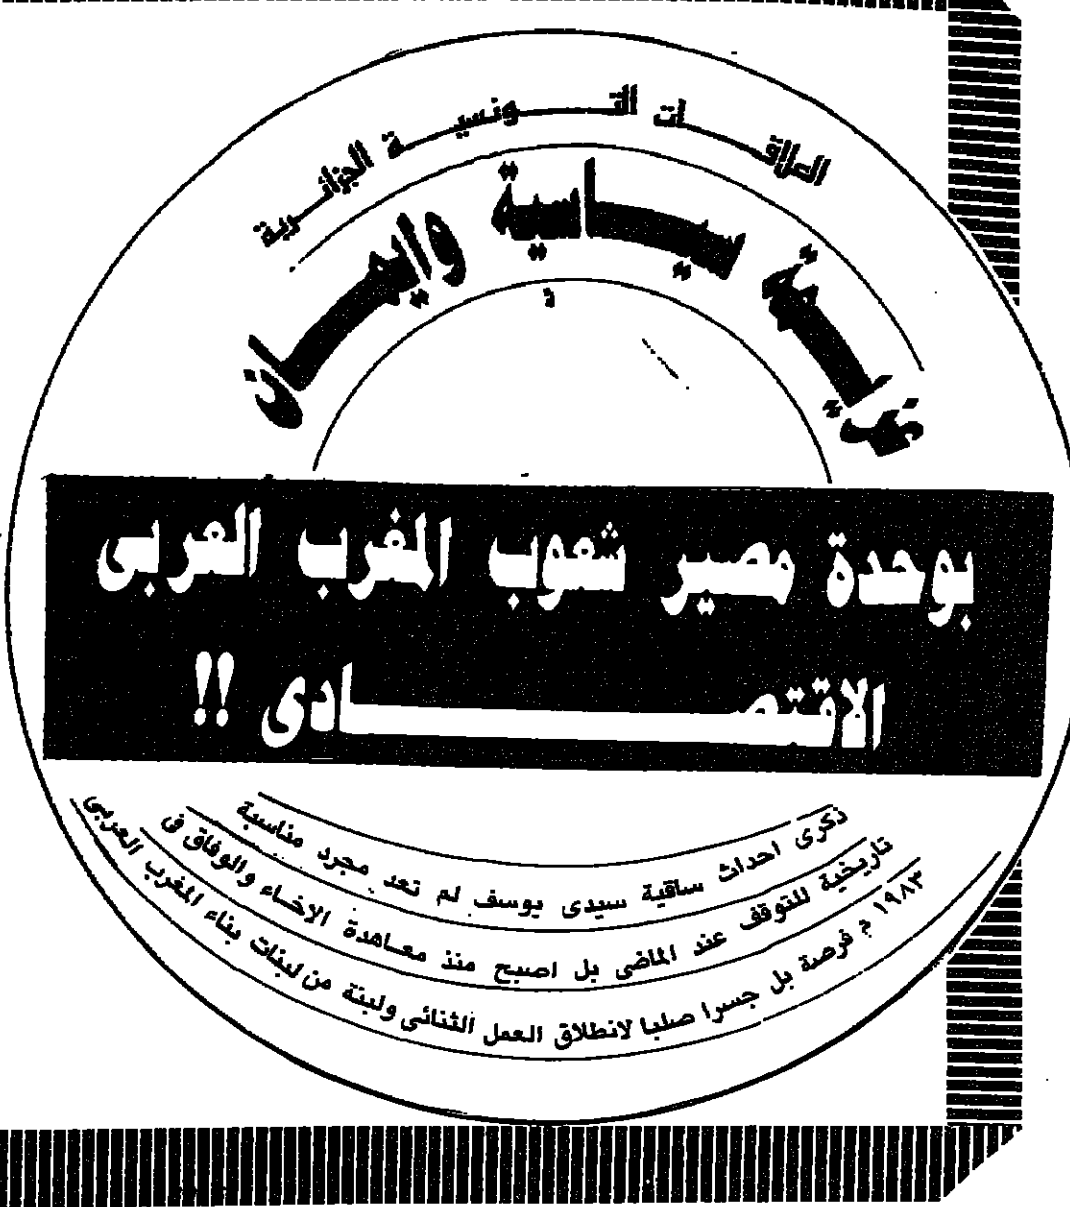 العلاقات التونسية الجزائرية
عزيمة سياسية وإيمان
بوحدة مصير شعوب المغرب العربى
الاقتصادى !!
ذكرى احداث ساقية سيدى يوسف لم تعد مجرد مناسبة
تاريخية للتوقف عند الماضى بل اصبح منذ معاهدة الاخاء والوفاق فى
١٩٨٣ م فرصة بل جسرا صلبا لانطلاق العمل الثنائى ولبنة من لبنات بناء المغرب العربى